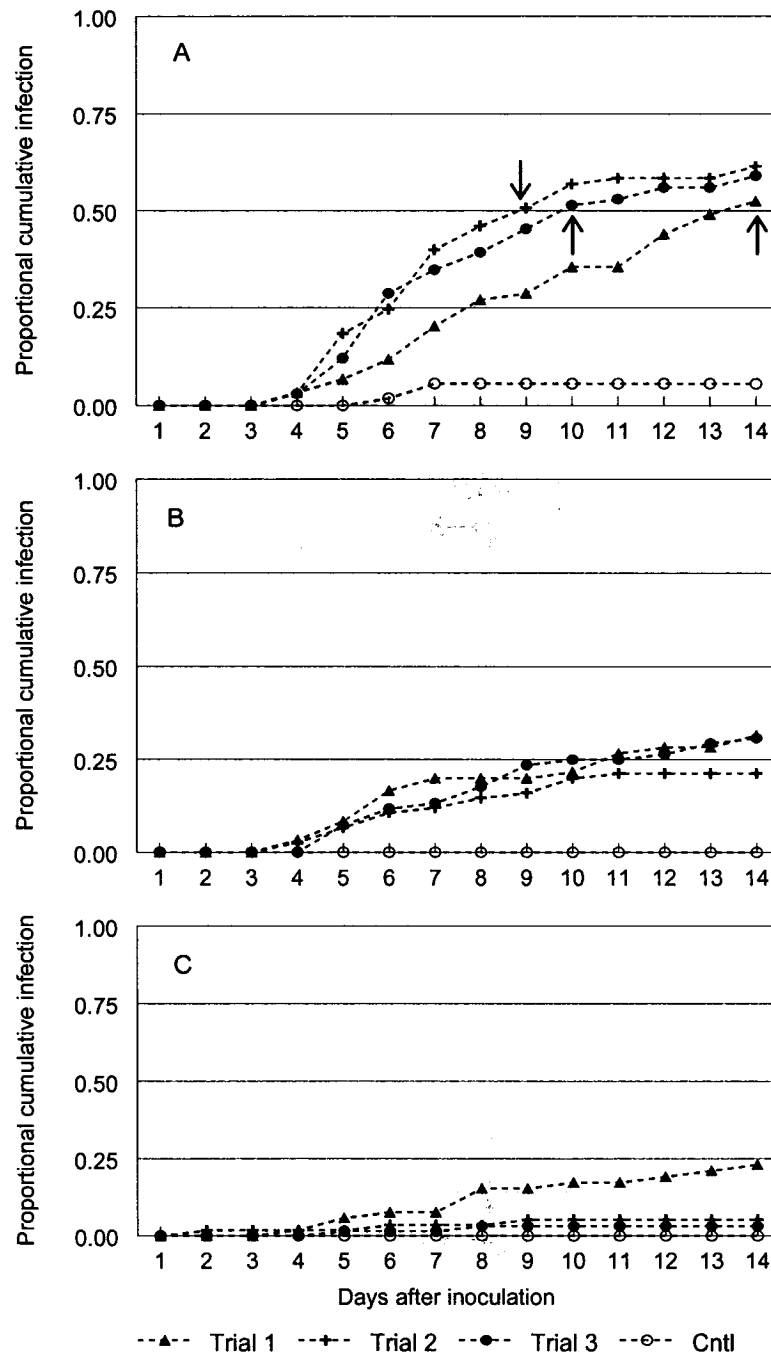 Proportional cumulative infection
1.00
0.75
0.50
0.25
0.00
A
1 2 3 4 5 6 7 8 9 10 11 12 13 14
Proportional cumulative infection
1.00
0.75
0.50
0.25
0.00
B
1 2 3 4 5 6 7 8 9 10 11 12 13 14
Proportional cumulative infection
1.00
0.75
0.50
0.25
0.00
C
1 2 3 4 5 6 7 8 9 10 11 12 13 14
Days after inoculation
Trial 1 Trial 2 Trial 3 Cntl